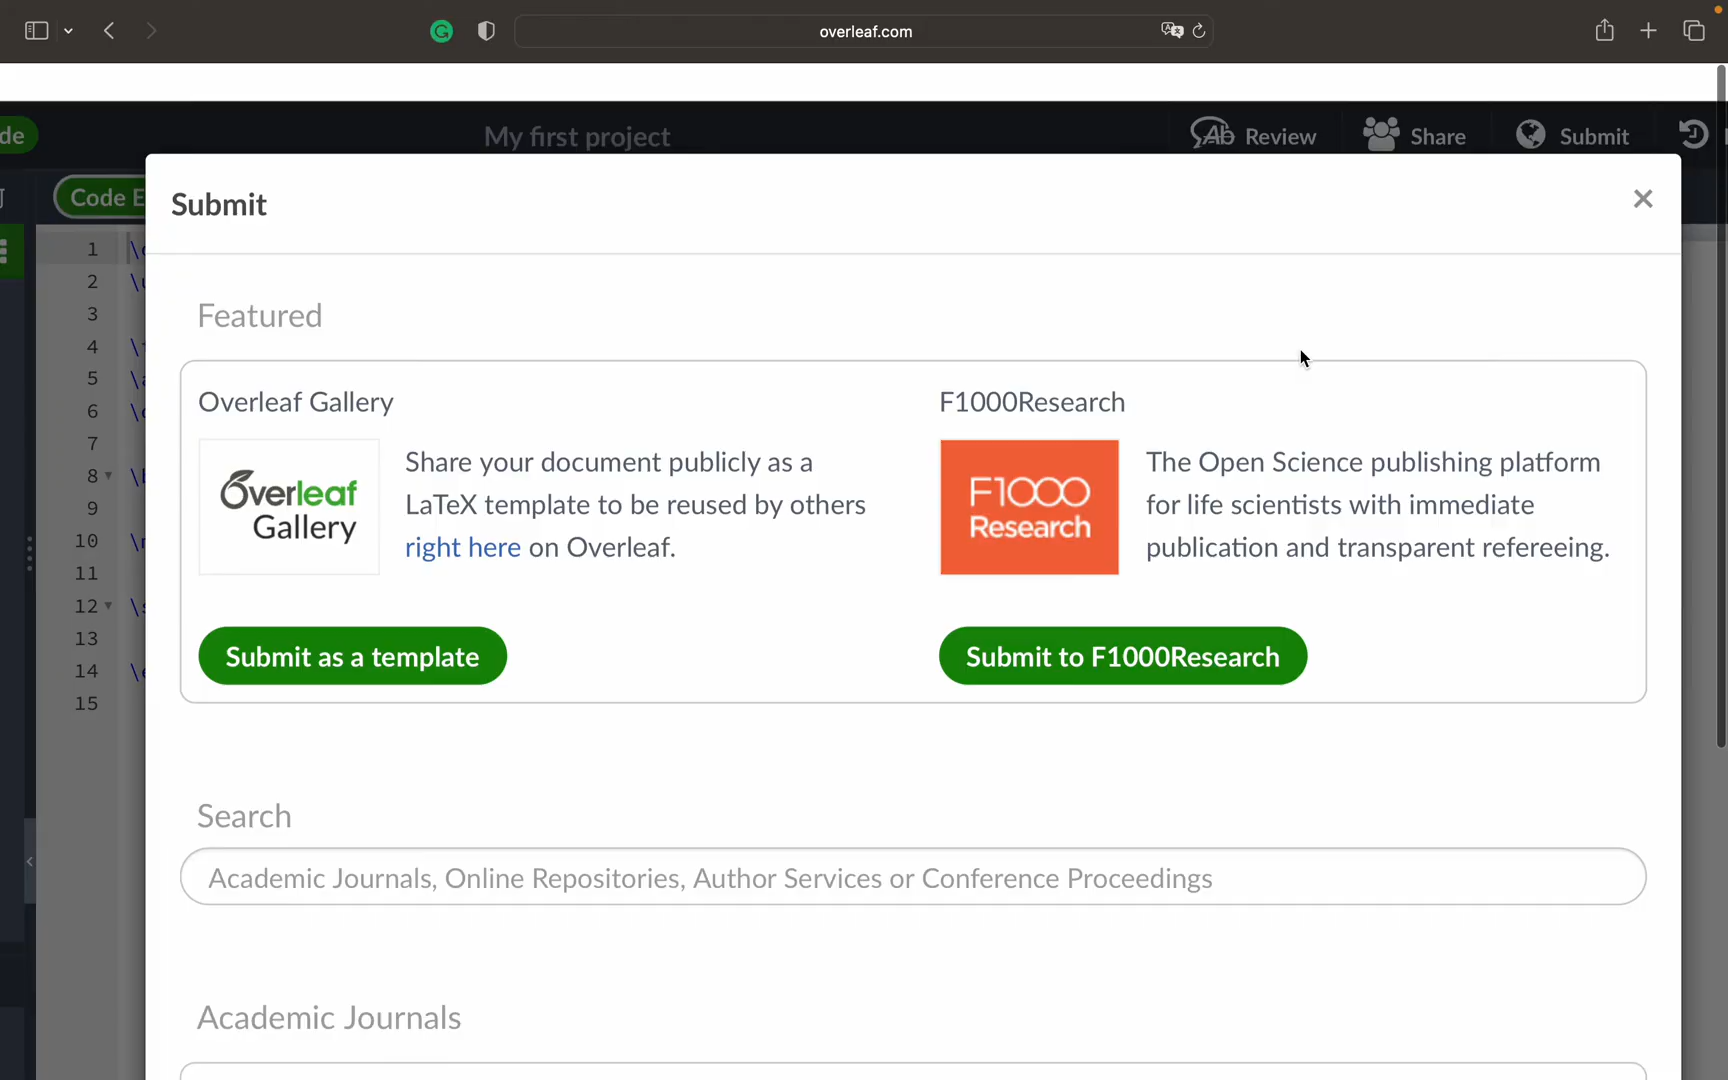 overleaf.com
de
My first project
Review
Share
Submit
Code E
Submit
×
1
2
3
4
5
6
7
8
9
10
11
12
13
14
15
Featured
Overleaf Gallery
Overleaf
Gallery
Share your document publicly as a
LaTeX template to be reused by others
right here on Overleaf.
Submit as a template
F1000Research
F1000
Research
The Open Science publishing platform
for life scientists with immediate
publication and transparent refereeing.
Submit to F1000Research
Search
Academic Journals, Online Repositories, Author Services or Conference Proceedings
Academic Journals